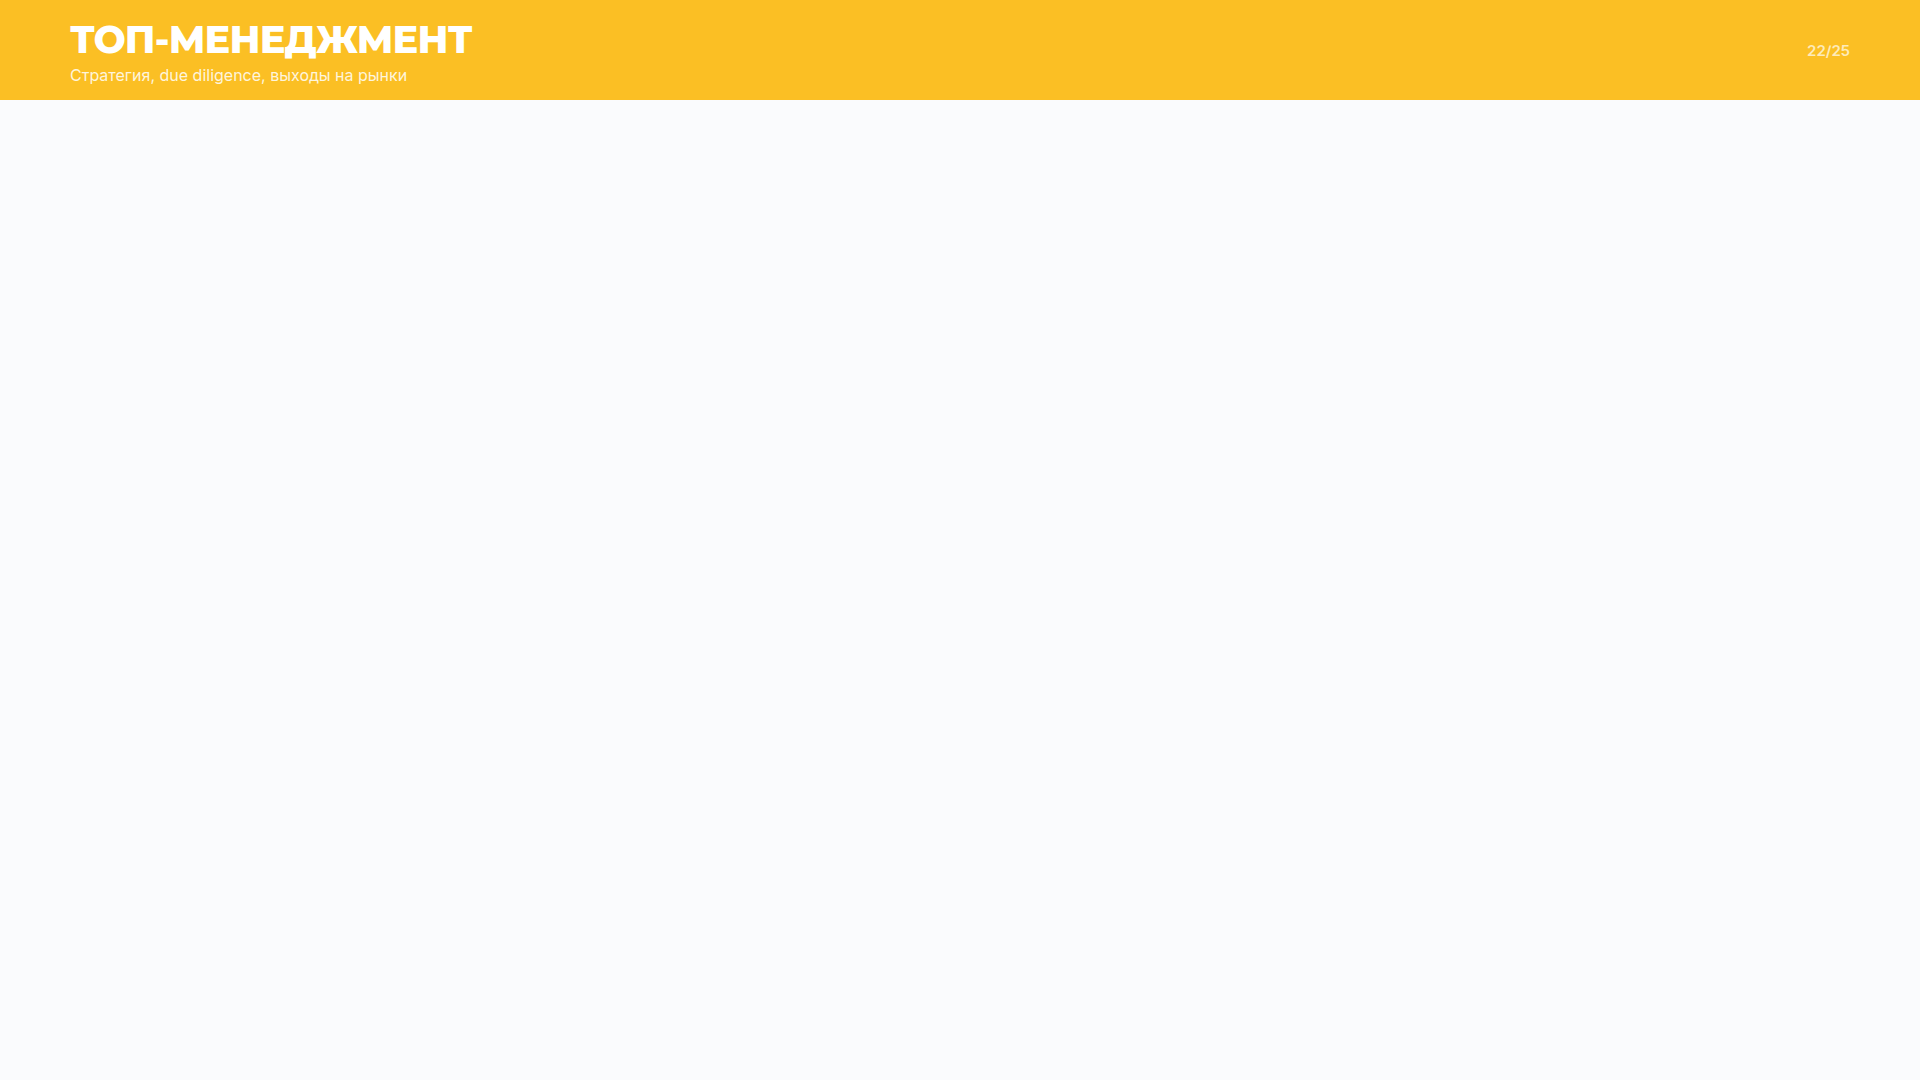 ТОП-МЕНЕДЖМЕНТ
Стратегия, due diligence, выходы на рынки
22/25